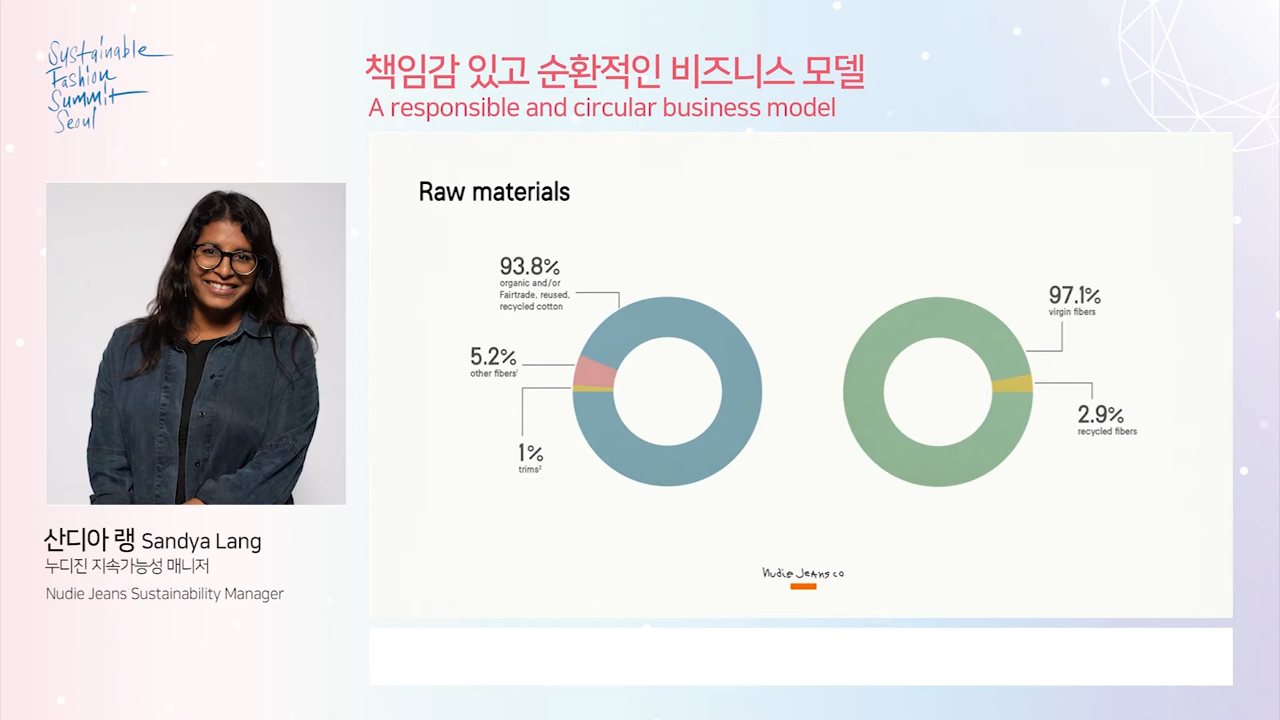 Sustainable
Fashion
Summit
Seoul
책임감 있고 순환적인 비즈니스 모델
A responsible and circular business model
Raw materials
93.8%
organic and/or
Fairtrade, reused,
recycled cotton
5.2%
other fibers¹
1%
trims²
97.1%
virgin fibers
2.9%
recycled fibers
Nudie Jeans co
산디아 랭 Sandya Lang
누디진 지속가능성 매니저
Nudie Jeans Sustainability Manager